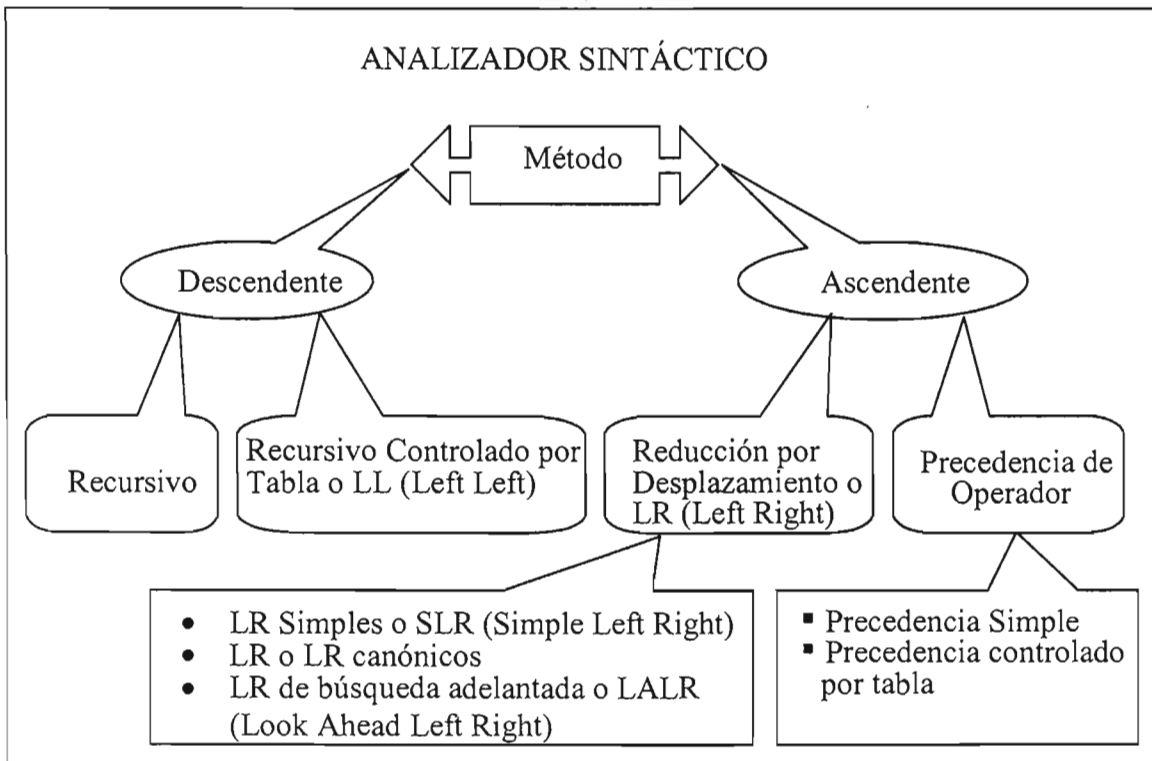 ANALIZADOR SINTÁCTICO
Método
Descendente
Ascendente
Recursivo
Recursivo Controlado por
Tabla o LL (Left Left)
Reducción por
Desplazamiento o
LR (Left Right)
Precedencia de
Operador
• LR Simples o SLR (Simple Left Right)
• LR o LR canónicos
• LR de búsqueda adelantada o LALR
(Look Ahead Left Right)
▪ Precedencia Simple
▪ Precedencia controlado
por tabla